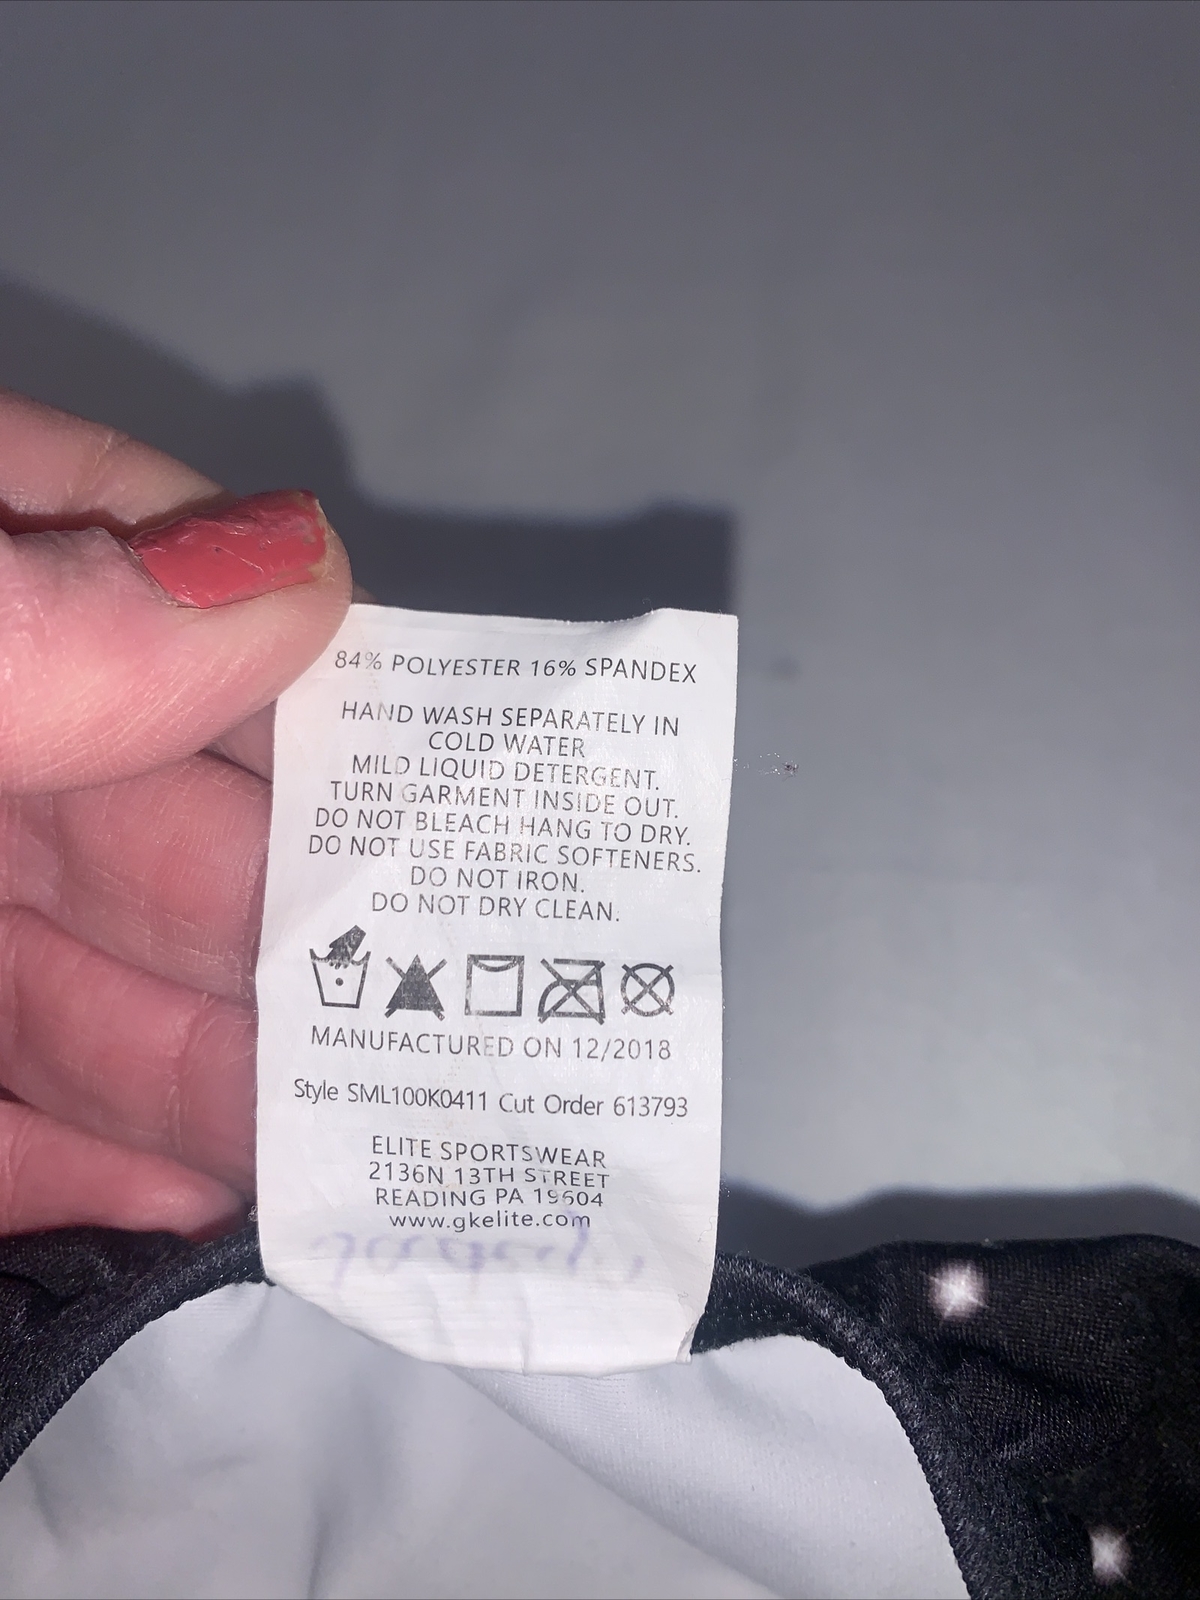 84% POLYESTER 16% SPANDEX
HAND WASH SEPARATELY IN
COLD WATER
MILD LIQUID DETERGENT.
TURN GARMENT INSIDE OUT.
DO NOT BLEACH HANG TO DRY.
DO NOT USE FABRIC SOFTENERS.
DO NOT IRON.
DO NOT DRY CLEAN.
MANUFACTURED ON 12/2018
Style SML100K0411 Cut Order 613793
ELITE SPORTSWEAR
2136N 13TH STREET
READING PA 19604
www.gkelite.com